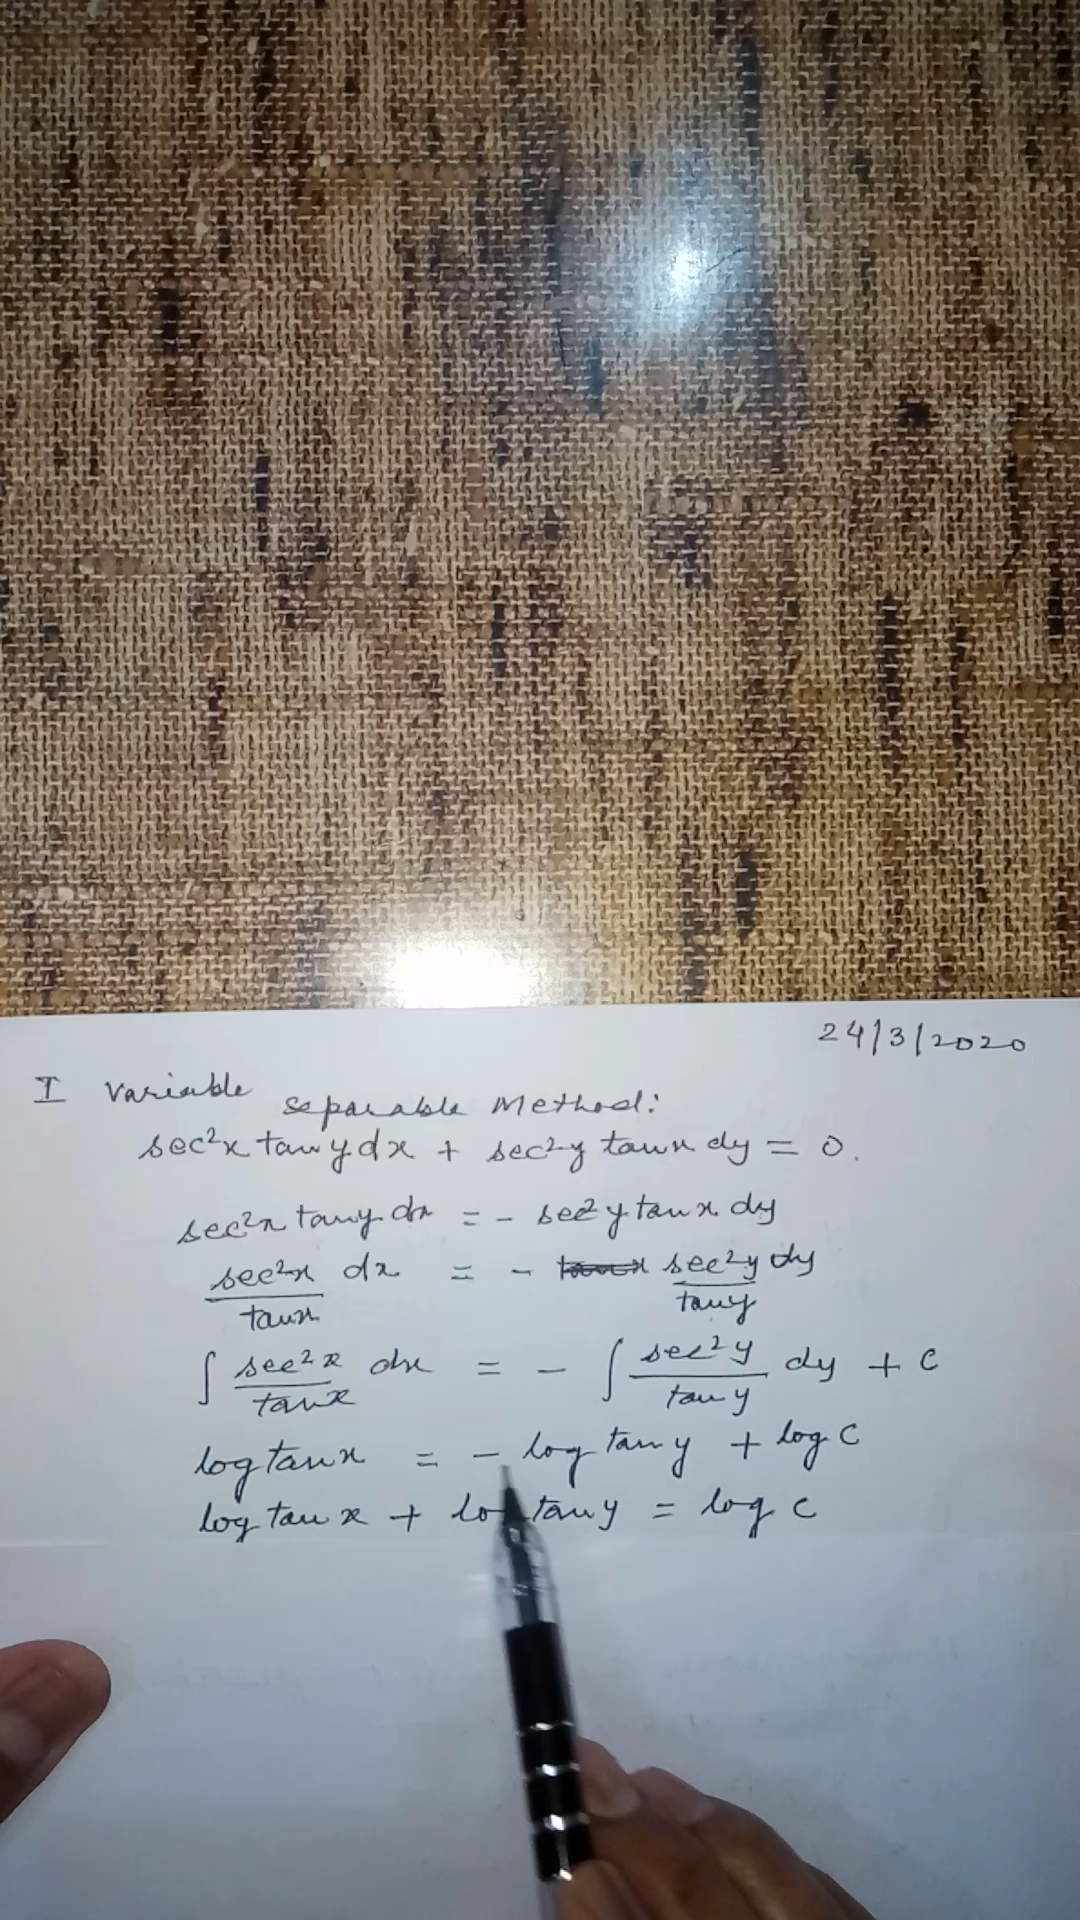 24/3/2020
I Variable separable Method:
sec²x tan y dx + sec²y tan x dy = 0.
sec²x tan y dx = - sec²y tan x dy
sec²x/tan x dx = - sec²y/tan y dy
∫ sec²x/tan x dx = - ∫ sec²y/tan y dy + c
log tan x = - log tan y + log c
log tan x + log tan y = log c